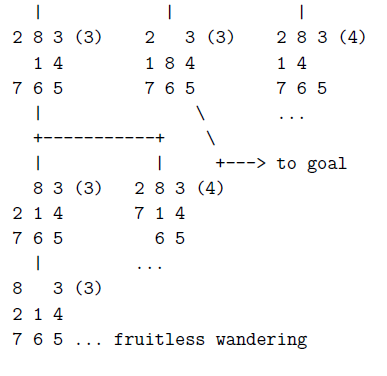 |            |            |
  2 8 3 (3)    2   3 (3)    2 8 3 (4)
    1 4        1 8 4        1 4
  7 6 5        7 6 5        7 6 5
    |               \       ...
    +-----------+    \
    |           |     +---> to goal
    8 3 (3)   2 8 3 (4)
  2 1 4       7 1 4
  7 6 5         6 5
    |         ...
  8   3 (3)
  2 1 4
  7 6 5 ... fruitless wandering